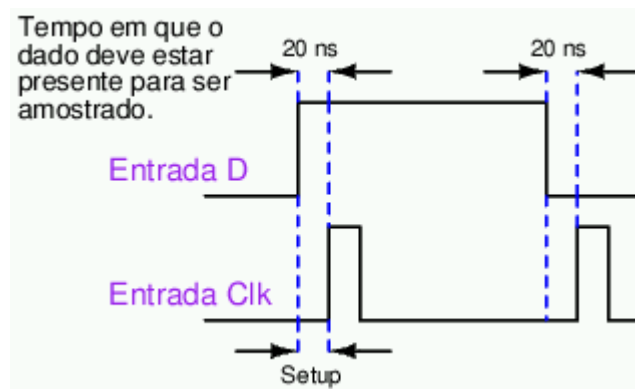 Tempo em que o
dado deve estar
presente para ser
amostrado.
20 ns
20 ns
Entrada D
Entrada Clk
Setup